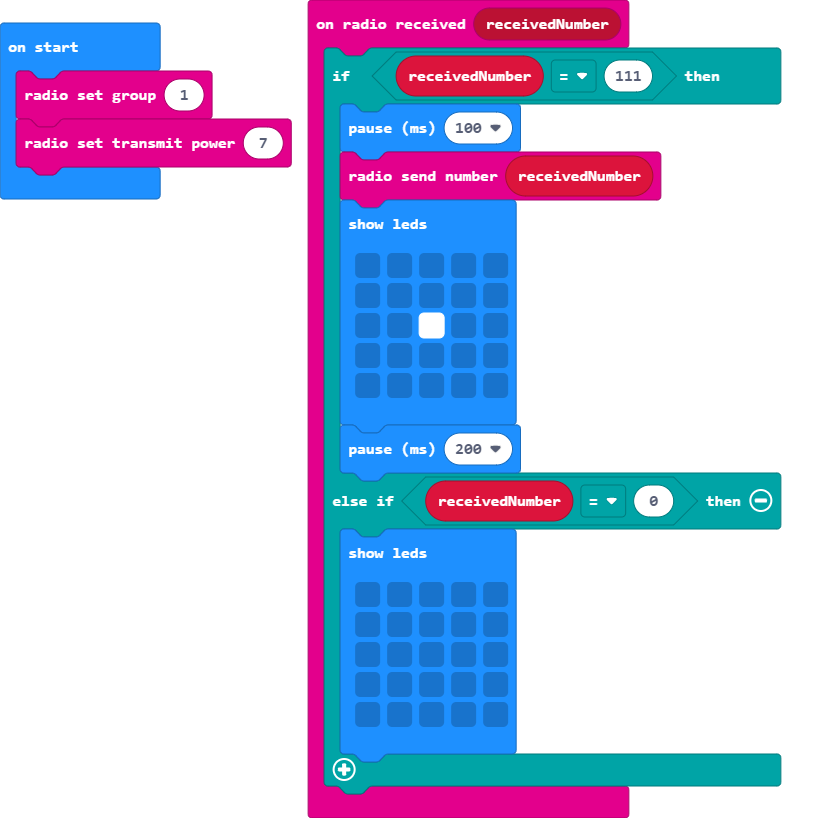 on start
radio set group 1
radio set transmit power 7
on radio received receivedNumber
if receivedNumber = 111 then
pause (ms) 100
radio send number receivedNumber
show leds
pause (ms) 200
else if receivedNumber = 0 then
show leds